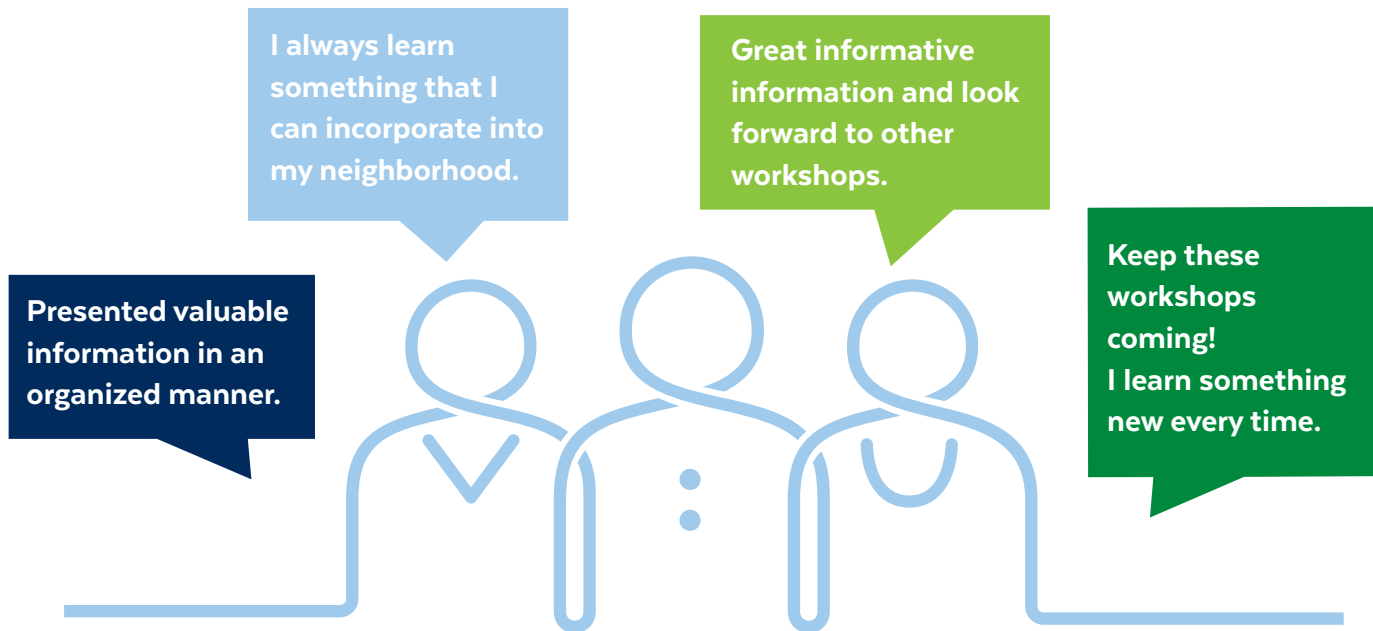 I always learn
something that I
can incorporate into
my neighborhood.
Great informative
information and look
forward to other
workshops.
Keep these
workshops
coming!
I learn something
new every time.
Presented valuable
information in an
organized manner.